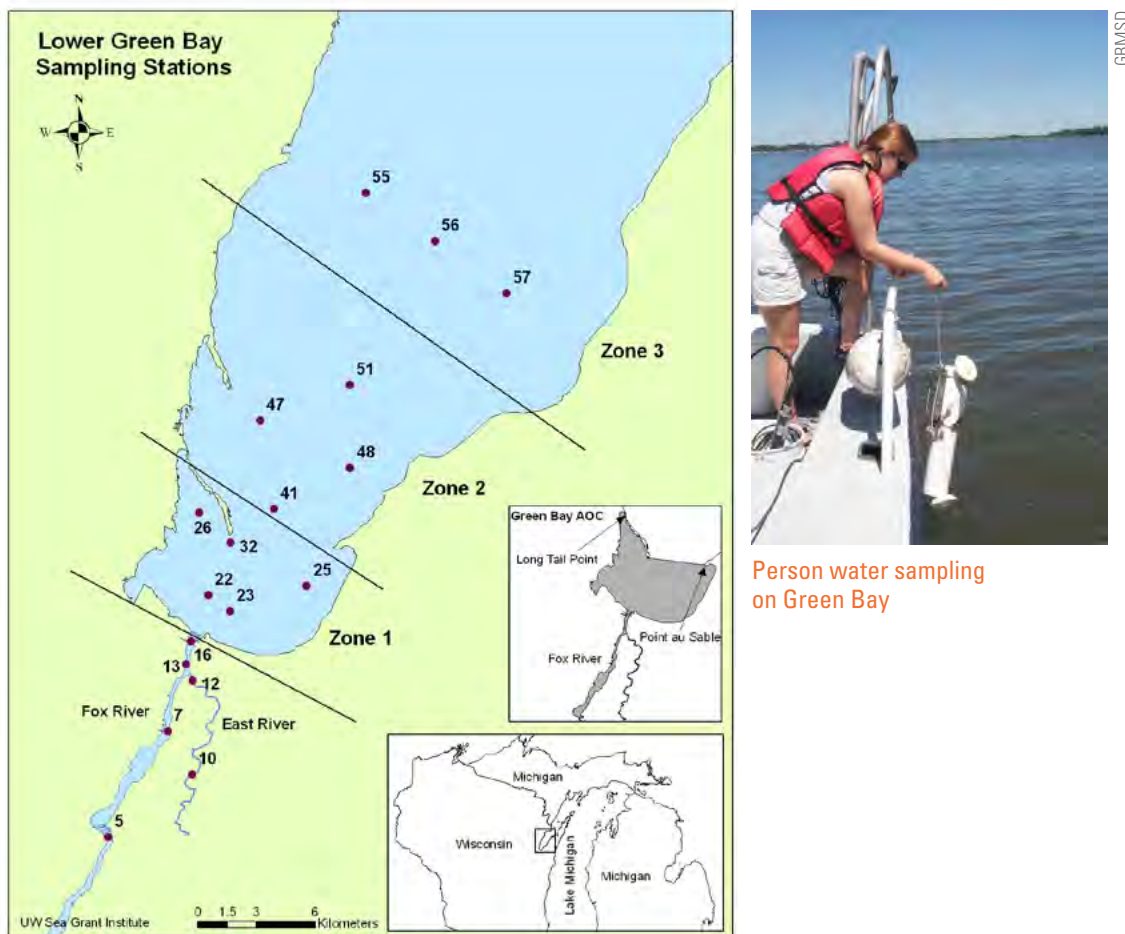 Lower Green Bay
Sampling Stations
N
W E
S
55
56
57
Zone 3
51
47
48
Zone 2
41
26
32
25
22
23
Zone 1
16
13
12
Fox River
7
East River
10
5
UW Sea Grant Institute
0 1.5 3 6
Kilometers
Green Bay AOC
Long Tail Point
Point au Sable
Fox River
Michigan
Wisconsin
Lake Michigan
Michigan
GBMSD
Person water sampling
on Green Bay